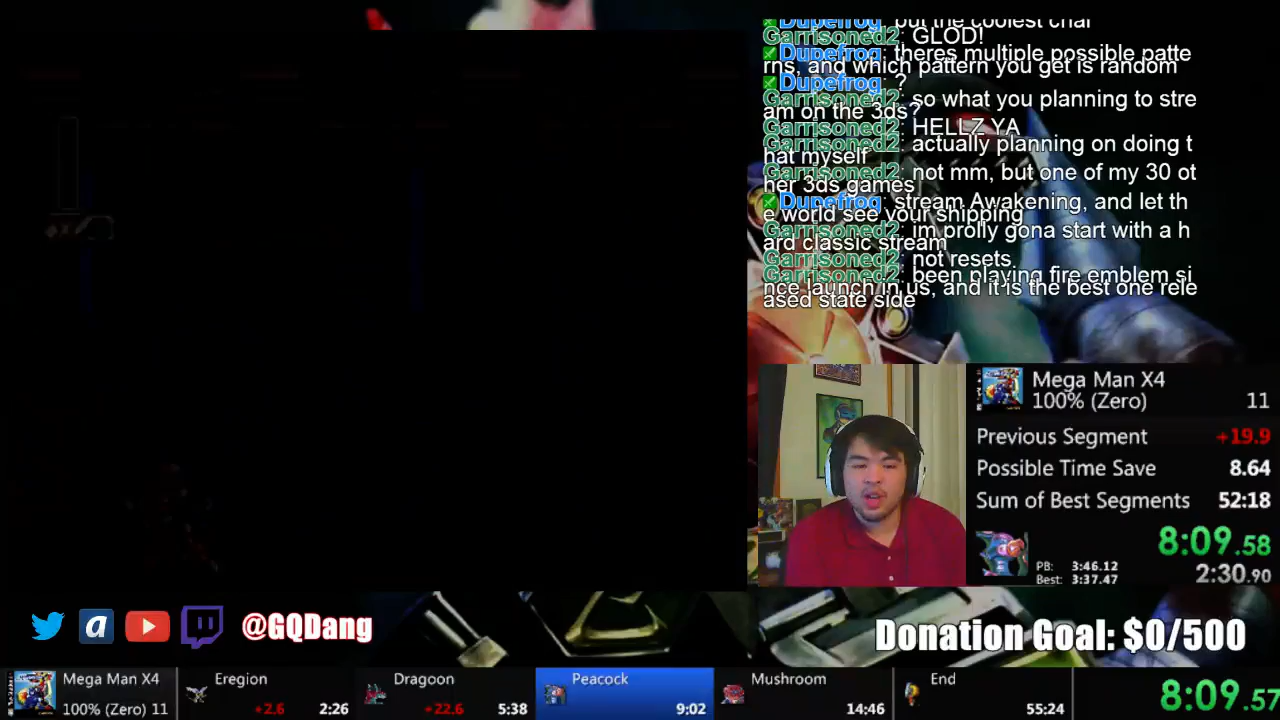 Dupefrog: but the coolest char
Garrisoned2: GLOD!
Dupefrog: theres multiple possible patte
rns, and which pattern you get is random
Dupefrog: ?
Garrisoned2: so what you planning to stre
am on the 3ds?
Garrisoned2: HELLZ YA
Garrisoned2: actually planning on doing t
hat myself
Garrisoned2: not mm, but one of my 30 ot
her 3ds games
Dupefrog: stream Awakening, and let th
e world see your shipping
Garrisoned2: im prolly gona start with a h
ard classic stream
Garrisoned2: not resets
Garrisoned2: been playing fire emblem si
nce launch in us, and it is the best one rele
ased state side
Mega Man X4
100% (Zero) 11
Previous Segment +19.9
Possible Time Save 8.64
Sum of Best Segments 52:18
8:09.58
PB: 3:46.12
Best: 3:37.47
2:30.90
@GQDang
Donation Goal: $0/500
Mega Man X4
100% (Zero) 11
Eregion
+2.6 2:26
Dragoon
+22.6 5:38
Peacock
9:02
Mushroom
14:46
End
55:24
8:09.57